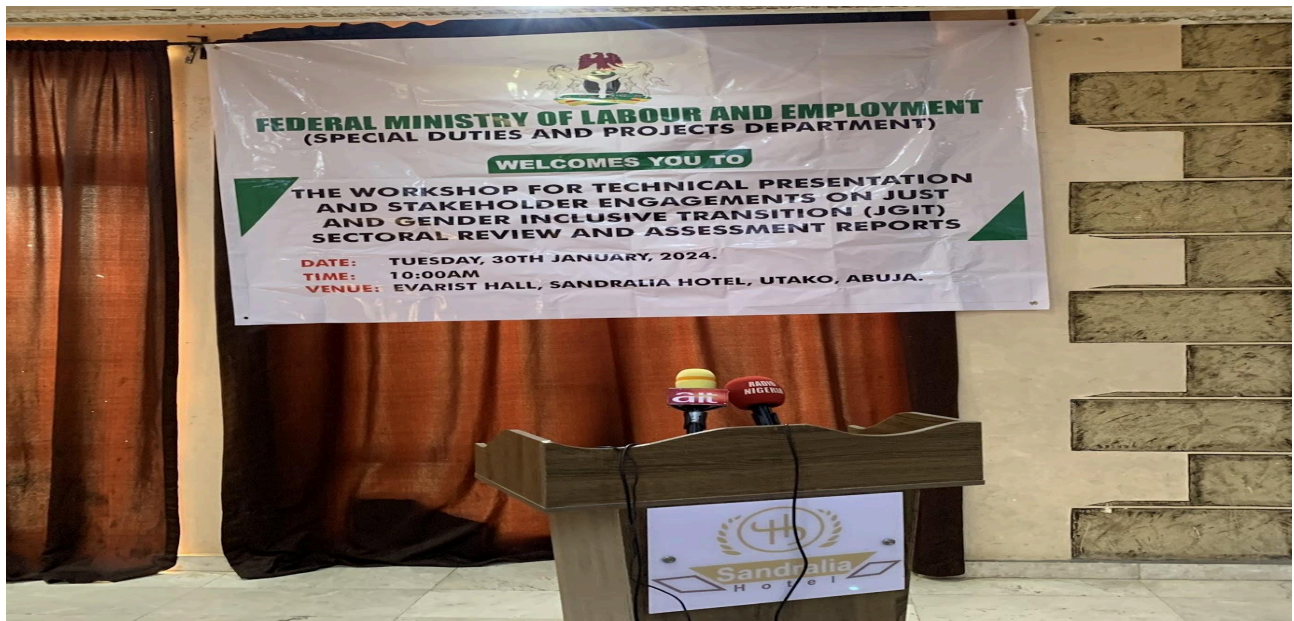 FEDERAL MINISTRY OF LABOUR AND EMPLOYMENT
(SPECIAL DUTIES AND PROJECTS DEPARTMENT)
WELCOMES YOU TO
THE WORKSHOP FOR TECHNICAL PRESENTATION
AND STAKEHOLDER ENGAGEMENTS ON JUST
AND GENDER INCLUSIVE TRANSITION (JGIT)
SECTORAL REVIEW AND ASSESSMENT REPORTS
DATE: TUESDAY, 30TH JANUARY, 2024.
TIME: 10:00AM
VENUE: EVARIST HALL, SANDRALIA HOTEL, UTAKO, ABUJA.
ait
RADIO
NIGERIA
Sandralia
Hotel